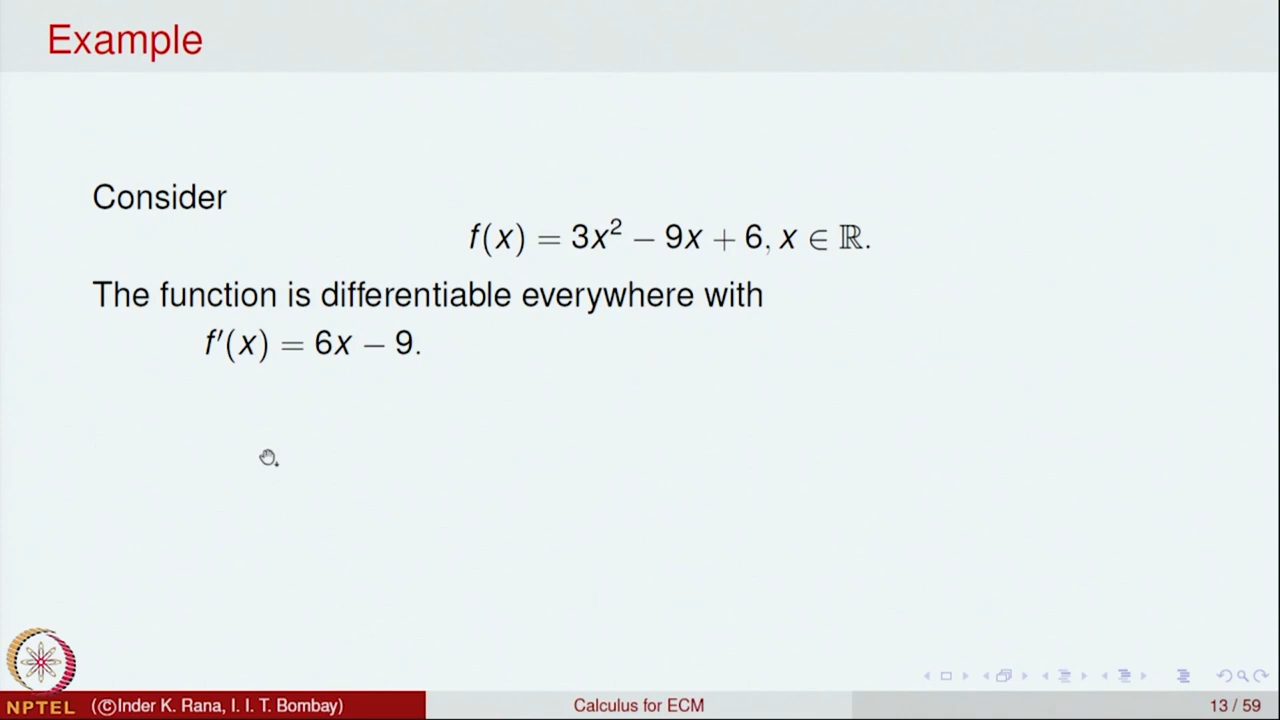 Example
Consider
f(x) = 3x² − 9x + 6, x ∈ ℝ.
The function is differentiable everywhere with
f′(x) = 6x − 9.
NPTEL
(©Inder K. Rana, I. I. T. Bombay)
Calculus for ECM
13 / 59